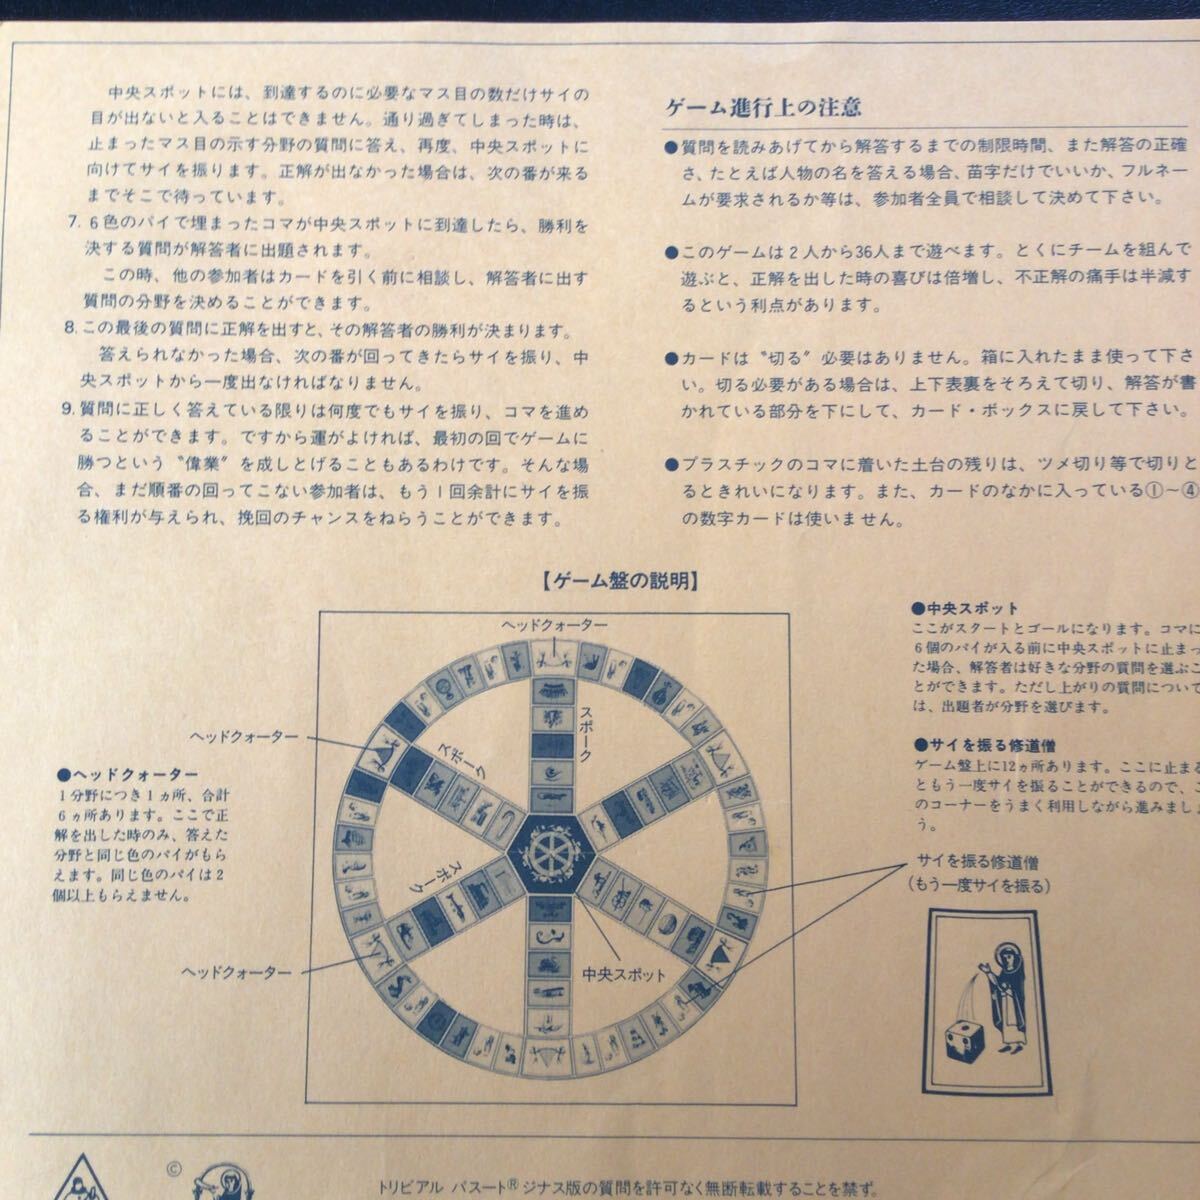 中央スポットには、到達するのに必要なマス目の数だけサイの
目が出ないと入ることはできません。通り過ぎてしまった時は、
止まったマス目の示す分野の質問に答え、再度、中央スポットに
向けてサイを振ります。正解が出なかった場合は、次の番が来る
までそこで待っています。
7. 6色のパイで埋まったコマが中央スポットに到達したら、勝利を
決する質問が解答者に出題されます。
この時、他の参加者はカードを引く前に相談し、解答者に出す
質問の分野を決めることができます。
8. この最後の質問に正解を出すと、その解答者の勝利が決まります。
答えられなかった場合、次の番が回ってきたらサイを振り、中
央スポットから一度出なければなりません。
9. 質問に正しく答えている限りは何度でもサイを振り、コマを進め
ることができます。ですから運がよければ、最初の回でゲームに
勝つという〝偉業〟を成しとげることもあるわけです。そんな場
合、まだ順番の回ってこない参加者は、もう1回余計にサイを振
る権利が与えられ、挽回のチャンスをねらうことができます。
ゲーム進行上の注意
●質問を読みあげてから解答するまでの制限時間、また解答の正確
さ、たとえば人物の名を答える場合、苗字だけでいいか、フルネー
ムが要求されるか等は、参加者全員で相談して決めて下さい。
●このゲームは2人から36人まで遊べます。とくにチームを組んで
遊ぶと、正解を出した時の喜びは倍増し、不正解の痛手は半減す
るという利点があります。
●カードは〝切る〟必要はありません。箱に入れたまま使って下さ
い。切る必要がある場合は、上下表裏をそろえて切り、解答が書
かれている部分を下にして、カード・ボックスに戻して下さい。
●プラスチックのコマに着いた土台の残りは、ツメ切り等で切りと
るときれいになります。また、カードのなかに入っている①〜④
の数字カードは使いません。
【ゲーム盤の説明】
ヘッドクォーター
スポーク
ヘッドクォーター
スポーク
●ヘッドクォーター
1分野につき1ヵ所、合計
6ヵ所あります。ここで正
解を出した時のみ、答えた
分野と同じ色のパイがもら
えます。同じ色のパイは2
個以上もらえません。
スポーク
ヘッドクォーター
中央スポット
●中央スポット
ここがスタートとゴールになります。コマに
6個のパイが入る前に中央スポットに止まっ
た場合、解答者は好きな分野の質問を選ぶこ
とができます。ただし上がりの質問について
は、出題者が分野を選びます。
●サイを振る修道僧
ゲーム盤上に12ヵ所あります。ここに止まる
ともう一度サイを振ることができるので、こ
のコーナーをうまく利用しながら進みましょ
う。
サイを振る修道僧
(もう一度サイを振る)
©
トリビアル パスート® ジナス版の質問を許可なく無断転載することを禁ず。